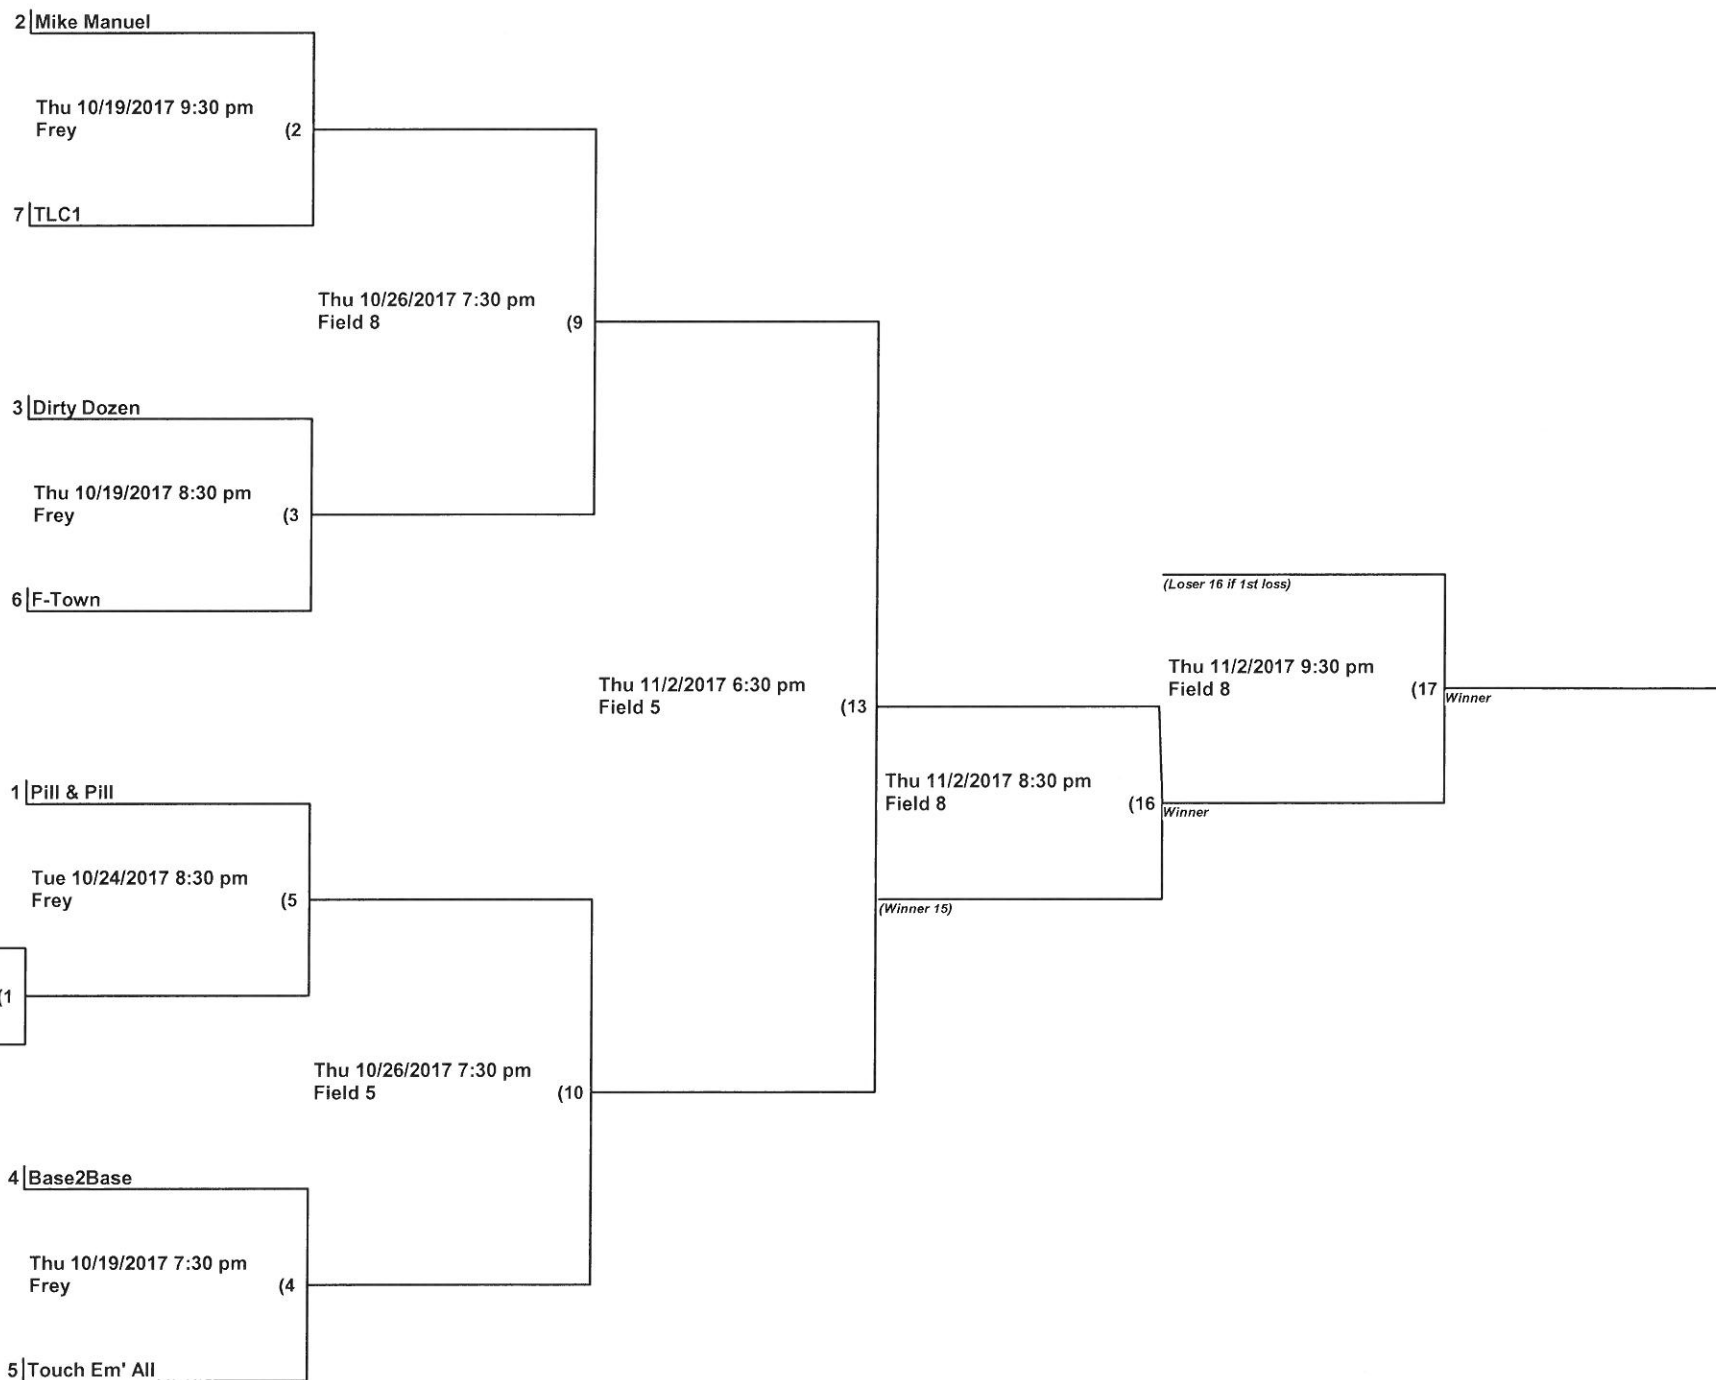 2 Mike Manuel
Thu 10/19/2017 9:30 pm
Frey (2
7 TLC1
Thu 10/26/2017 7:30 pm
Field 8 (9
3 Dirty Dozen
Thu 10/19/2017 8:30 pm
Frey (3
6 F-Town
(Loser 16 if 1st loss)
Thu 11/2/2017 9:30 pm
Field 8 (17
Winner
Thu 11/2/2017 6:30 pm
Field 5 (13
Thu 11/2/2017 8:30 pm
Field 8 (16
Winner
1 Pill & Pill
Tue 10/24/2017 8:30 pm
Frey (5
(Winner 15)
(1
Thu 10/26/2017 7:30 pm
Field 5 (10
4 Base2Base
Thu 10/19/2017 7:30 pm
Frey (4
5 Touch Em' All